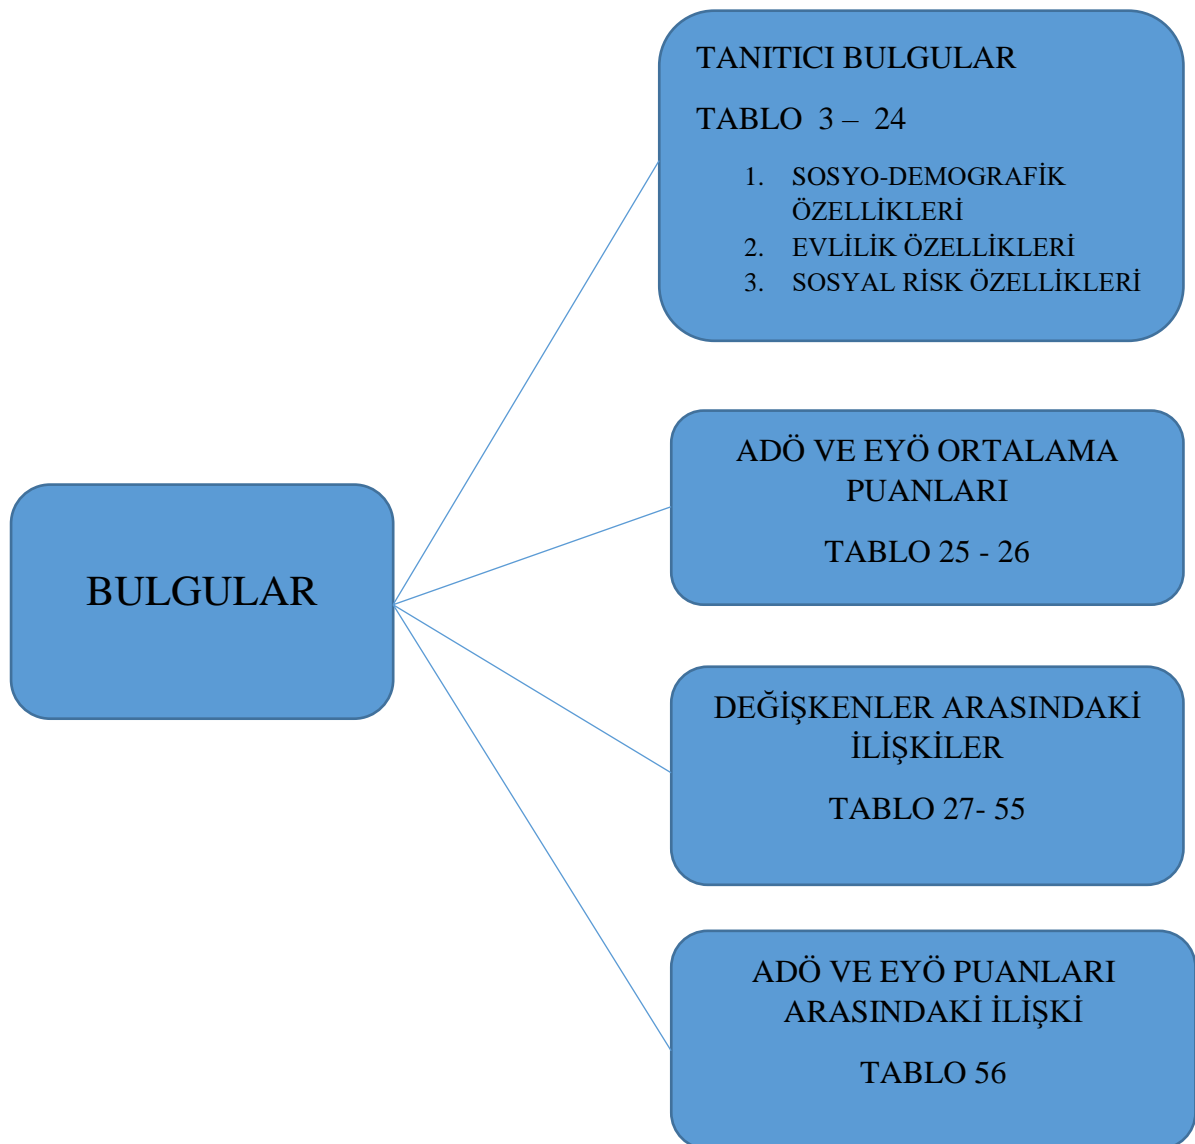 BULGULAR
TANITICI BULGULAR
TABLO 3 – 24
1. SOSYO-DEMOGRAFİK
ÖZELLİKLERİ
2. EVLİLİK ÖZELLİKLERİ
3. SOSYAL RİSK ÖZELLİKLERİ
ADÖ VE EYÖ ORTALAMA
PUANLARI
TABLO 25 - 26
DEĞİŞKENLER ARASINDAKİ
İLİŞKİLER
TABLO 27- 55
ADÖ VE EYÖ PUANLARI
ARASINDAKİ İLİŞKİ
TABLO 56